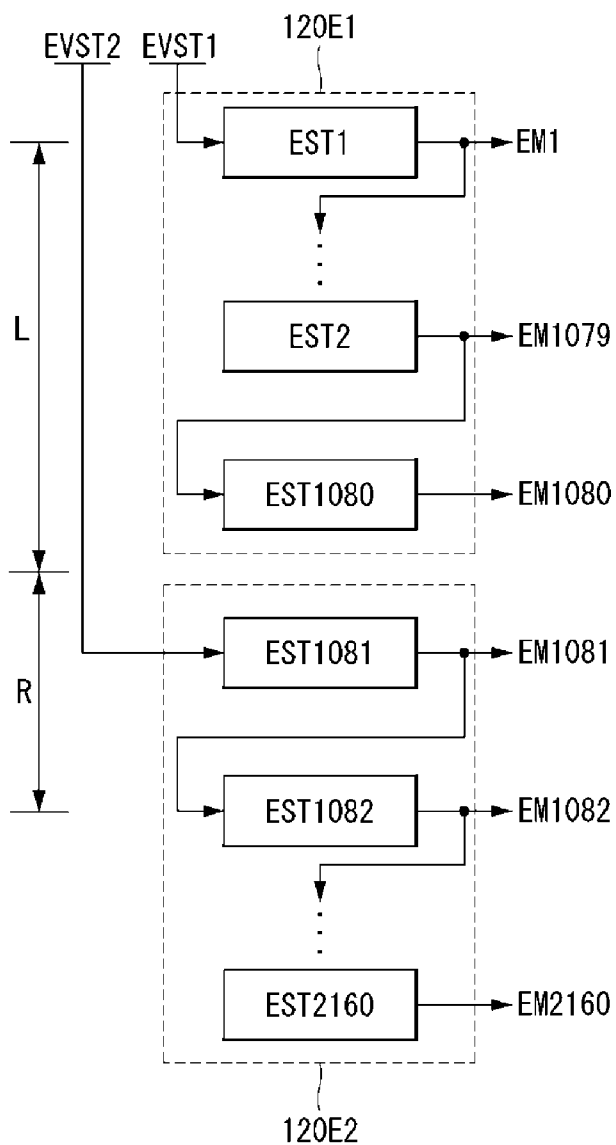 120E1
EVST2 EVST1
EST1 EM1
L
EST2 EM1079
EST1080 EM1080
EST1081 EM1081
R
EST1082 EM1082
EST2160 EM2160
120E2